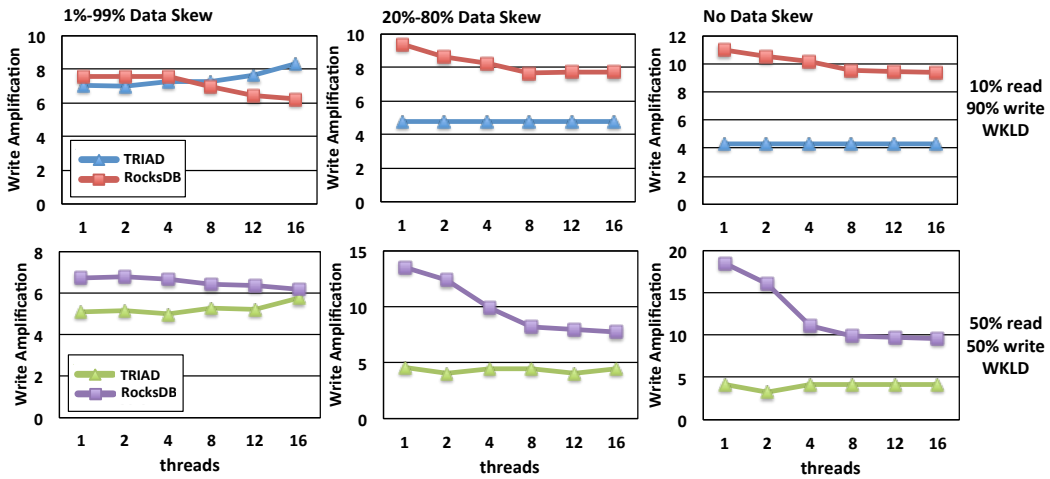 1%-99% Data Skew
20%-80% Data Skew
No Data Skew
Write Amplification
10
8
6
4
2
0
TRIAD
RocksDB
1 2 4 8 12 16
Write Amplification
10
8
6
4
2
0
1 2 4 8 12 16
Write Amplification
12
10
8
6
4
2
0
1 2 4 8 12 16
10% read
90% write
WKLD
Write Amplification
8
6
4
2
0
TRIAD
RocksDB
1 2 4 8 12 16
threads
Write Amplification
15
10
5
0
1 2 4 8 12 16
threads
Write Amplification
20
15
10
5
0
1 2 4 8 12 16
threads
50% read
50% write
WKLD